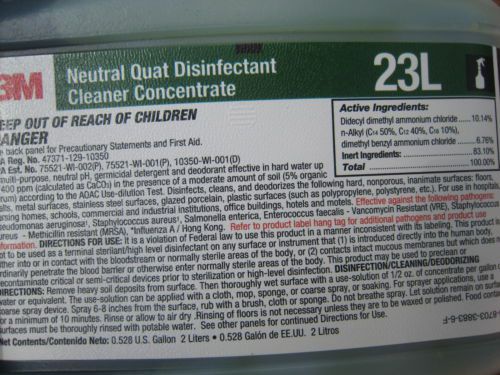 3M
Neutral Quat Disinfectant
Cleaner Concentrate
23L
KEEP OUT OF REACH OF CHILDREN
DANGER
back panel for Precautionary Statements and First Aid.
Reg. No. 47371-129-10350
Est. No. 75521-WI-002(P), 75521-WI-001(P), 10350-WI-001(D)
Active Ingredients:
Didecyl dimethyl ammonium chloride ..... 10.14%
n-Alkyl (C14 50%, C12 40%, C16 10%),
dimethyl benzyl ammonium chloride ..... 6.76%
Inert Ingredients: ..... 83.10%
Total ..... 100.00%
multi-purpose, neutral pH, germicidal detergent and deodorant effective in hard water up
400 ppm (calculated as CaCO3) in the presence of a moderate amount of soil (5% organic
according to the AOAC Use-dilution Test. Disinfects, cleans, and deodorizes the following hard, nonporous, inanimate surfaces: floors,
walls, metal surfaces, stainless steel surfaces, glazed porcelain, plastic surfaces (such as polypropylene, polystyrene, etc.). For use in hospitals,
nursing homes, schools, commercial and industrial institutions, office buildings, hotels and motels. Effective against the following pathogens:
Pseudomonas aeruginosa¹, Staphylococcus aureus¹, Salmonella enterica, Enterococcus faecalis - Vancomycin Resistant (VRE), Staphylococcus
aureus - Methicillin resistant (MRSA), *Influenza A / Hong Kong. Refer to product label hang tag for additional pathogens and product use
information. DIRECTIONS FOR USE: It is a violation of Federal law to use this product in a manner inconsistent with its labeling. This product
not to be used as a terminal sterilant/high level disinfectant on any surface or instrument that (1) is introduced directly into the human body,
either into or in contact with the bloodstream or normally sterile areas of the body, or (2) contacts intact mucous membranes but which does
ordinarily penetrate the blood barrier or otherwise enter normally sterile areas of the body. This product may be used to preclean or
decontaminate critical or semi-critical devices prior to sterilization or high-level disinfection. DISINFECTION/CLEANING/DEODORIZING
DIRECTIONS: Remove heavy soil deposits from surface. Then thoroughly wet surface with a use-solution of 1/2 oz. of concentrate per gallon
water or equivalent. The use-solution can be applied with a cloth, mop, sponge, or coarse spray, or soaking. For sprayer applications, use a
coarse spray device. Spray 6-8 inches from the surface, rub with a brush, cloth or sponge. Do not breathe spray. Let solution remain on surface
for a minimum of 10 minutes. Rinse or allow to air dry. Rinsing of floors is not necessary unless they are to be waxed or polished. Food contact
surfaces must be thoroughly rinsed with potable water. See other panels for continued Directions for Use.
Net Contents/Contenido Neto: 0.528 U.S. Gallon 2 Liters • 0.528 Galón de EE.UU. 2 Litros
-8703-3883-6-F